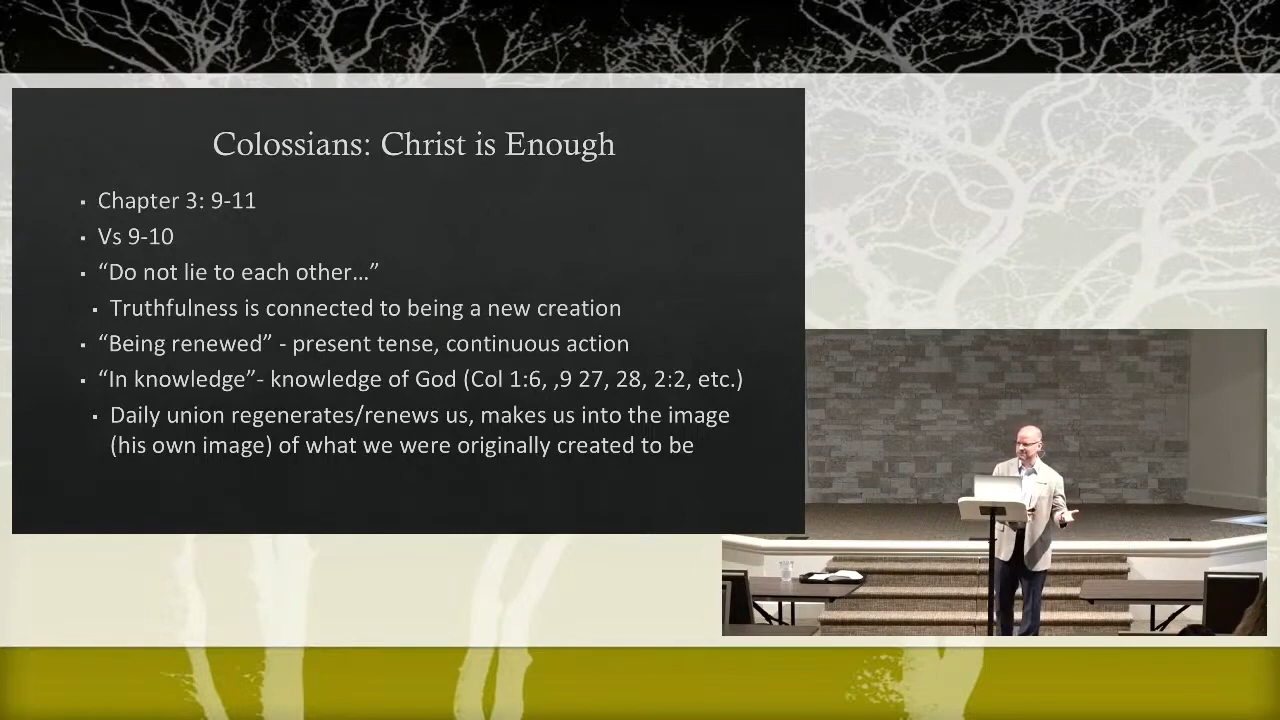 Colossians: Christ is Enough
▪ Chapter 3: 9-11
▪ Vs 9-10
▪ “Do not lie to each other…”
▪ Truthfulness is connected to being a new creation
▪ “Being renewed” - present tense, continuous action
▪ “In knowledge”- knowledge of God (Col 1:6, ,9 27, 28, 2:2, etc.)
▪ Daily union regenerates/renews us, makes us into the image
(his own image) of what we were originally created to be